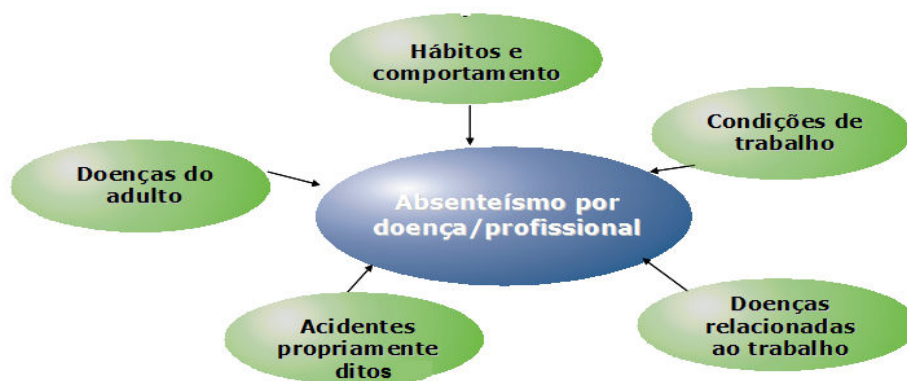 Hábitos e
comportamento
Condições de
trabalho
Doenças do
adulto
Absenteísmo por
doença/profissional
Acidentes
propriamente
ditos
Doenças
relacionadas
ao trabalho